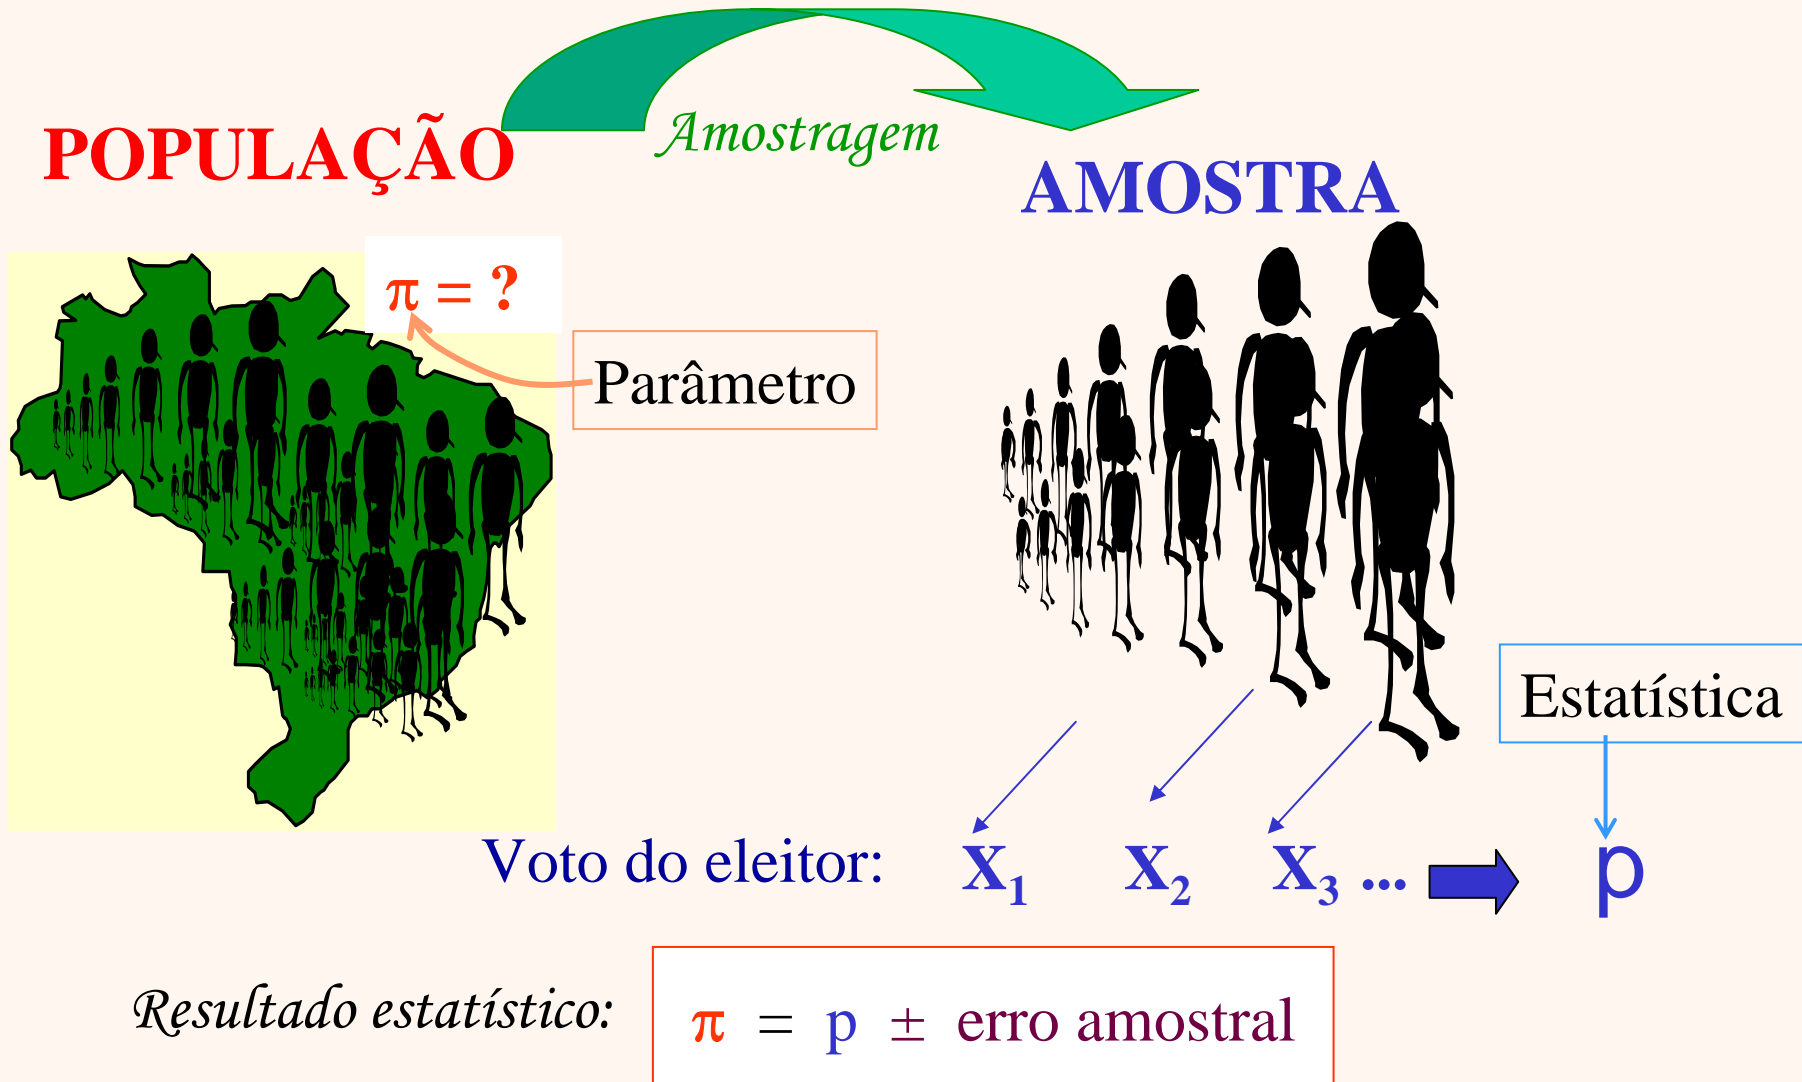 Amostragem
POPULAÇÃO
AMOSTRA
π = ?
Parâmetro
Estatística
Voto do eleitor: X₁ X₂ X₃ ... p
Resultado estatístico: π = p ± erro amostral